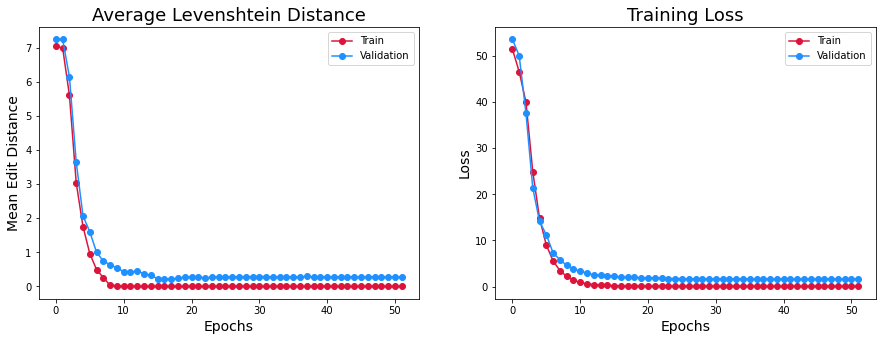 Average Levenshtein Distance
Mean Edit Distance
7
6
5
4
3
2
1
0
Train
Validation
0 10 20 30 40 50
Epochs
Training Loss
Loss
50
40
30
20
10
0
Train
Validation
0 10 20 30 40 50
Epochs